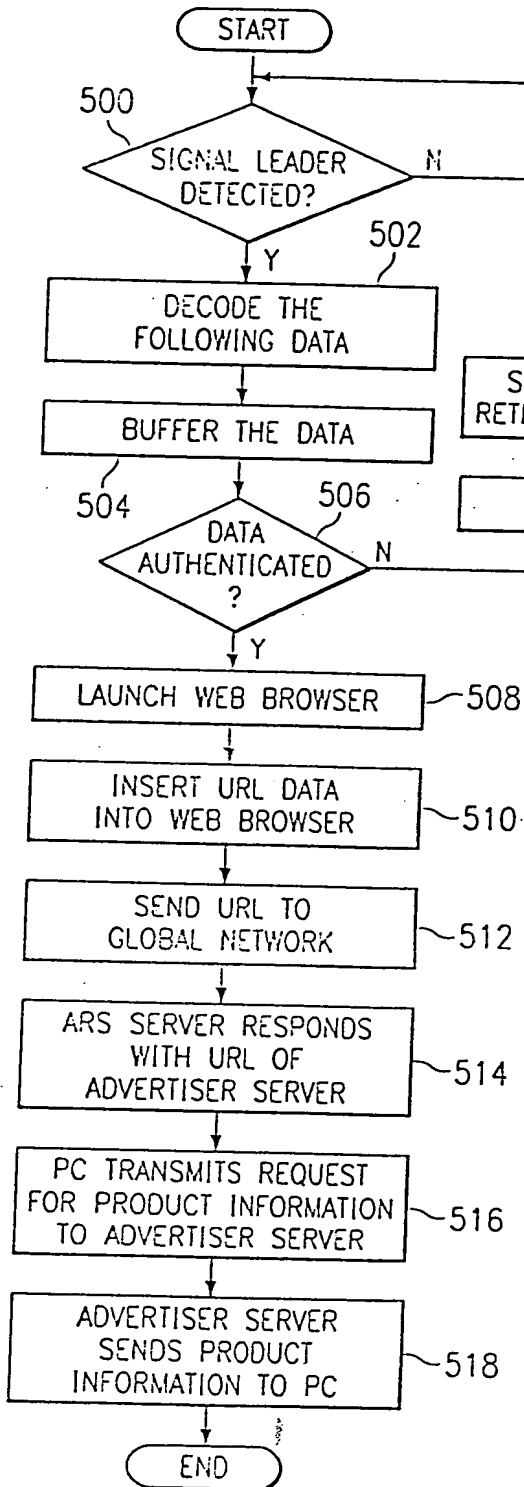 START
500
SIGNAL LEADER
DETECTED?
N
Y
502
DECODE THE
FOLLOWING DATA
S
RETI
BUFFER THE DATA
504
506
DATA
AUTHENTICATED
?
N
Y
LAUNCH WEB BROWSER
508
INSERT URL DATA
INTO WEB BROWSER
510
SEND URL TO
GLOBAL NETWORK
512
ARS SERVER RESPONDS
WITH URL OF
ADVERTISER SERVER
514
PC TRANSMITS REQUEST
FOR PRODUCT INFORMATION
TO ADVERTISER SERVER
516
ADVERTISER SERVER
SENDS PRODUCT
INFORMATION TO PC
518
END